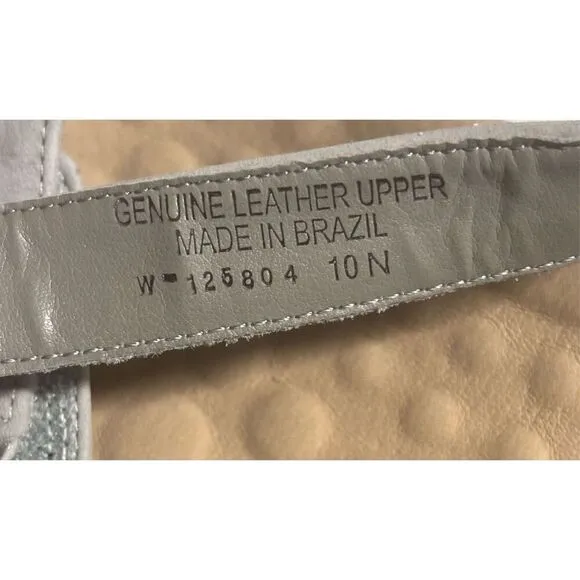 GENUINE LEATHER UPPER
MADE IN BRAZIL
W-125804 10N